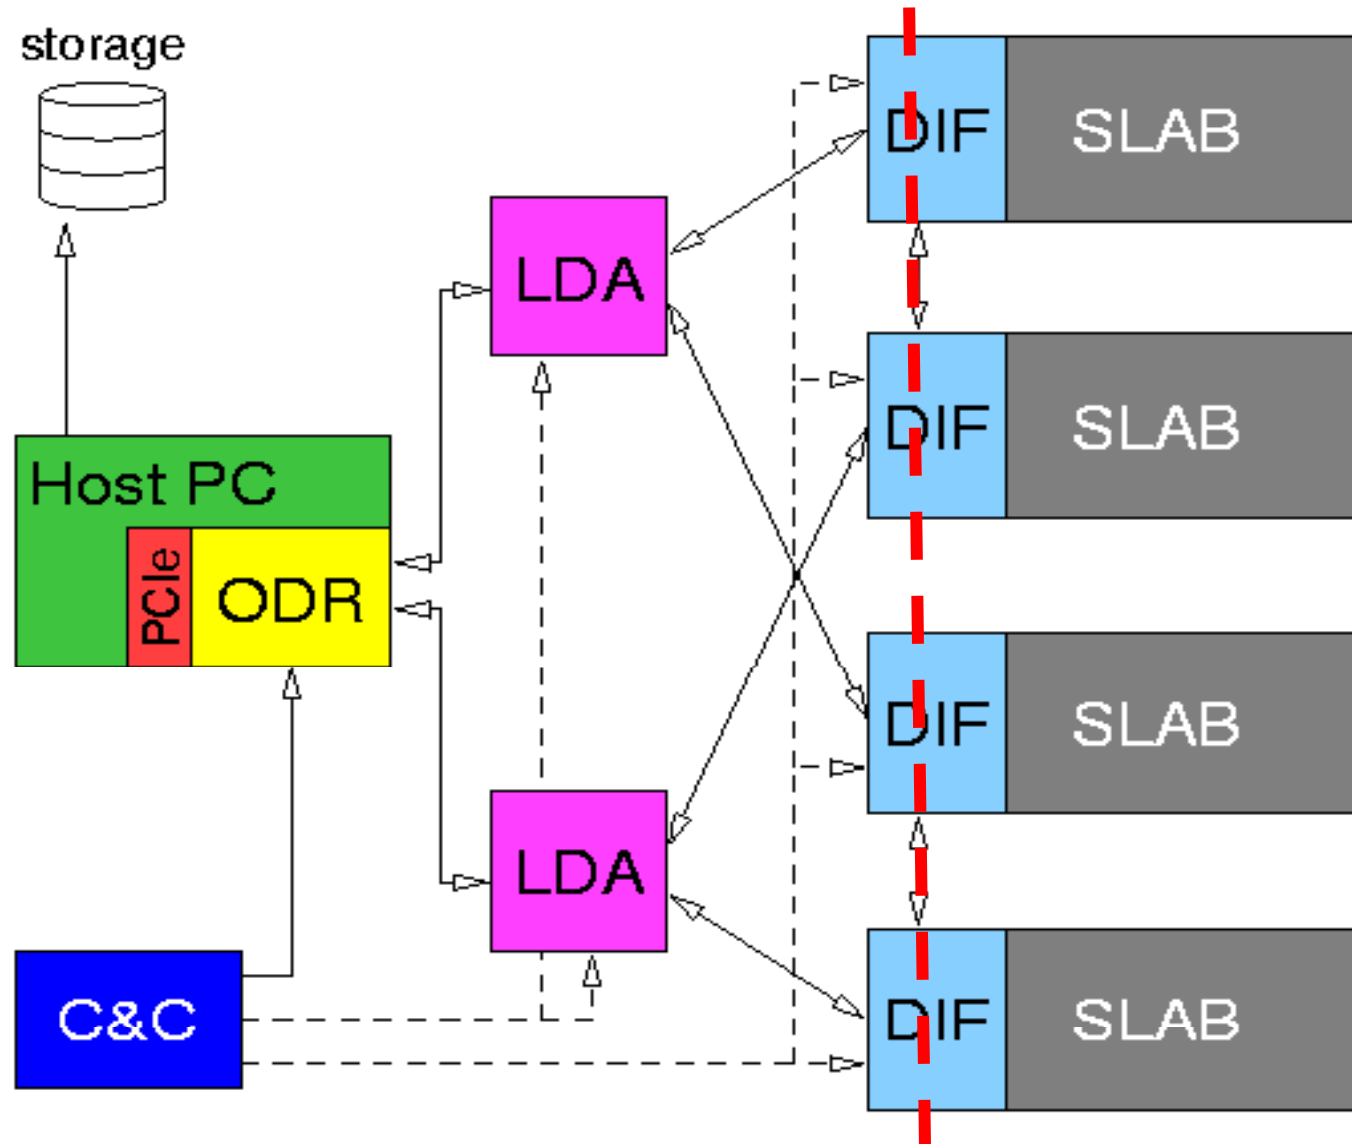 storage
DIF SLAB
LDA
DIF SLAB
Host PC
PCIe
ODR
DIF SLAB
LDA
C&C
DIF SLAB